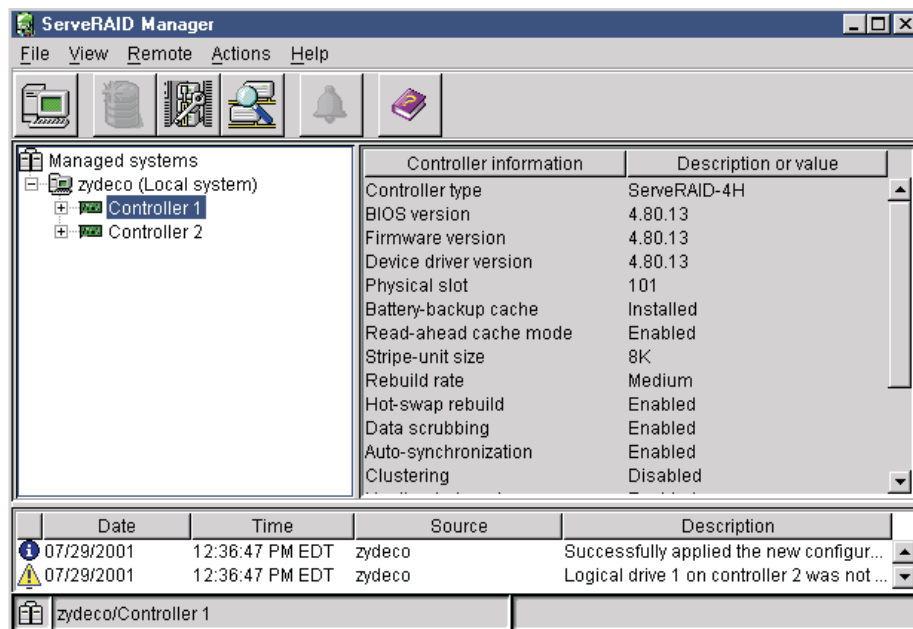 ServeRAID Manager
File View Remote Actions Help
Managed systems
zydeco (Local system)
Controller 1
Controller 2
Controller information Description or value
Controller type ServeRAID-4H
BIOS version 4.80.13
Firmware version 4.80.13
Device driver version 4.80.13
Physical slot 101
Battery-backup cache Installed
Read-ahead cache mode Enabled
Stripe-unit size 8K
Rebuild rate Medium
Hot-swap rebuild Enabled
Data scrubbing Enabled
Auto-synchronization Enabled
Clustering Disabled
Date Time Source Description
07/29/2001 12:36:47 PM EDT zydeco Successfully applied the new configur...
07/29/2001 12:36:47 PM EDT zydeco Logical drive 1 on controller 2 was not ...
zydeco/Controller 1